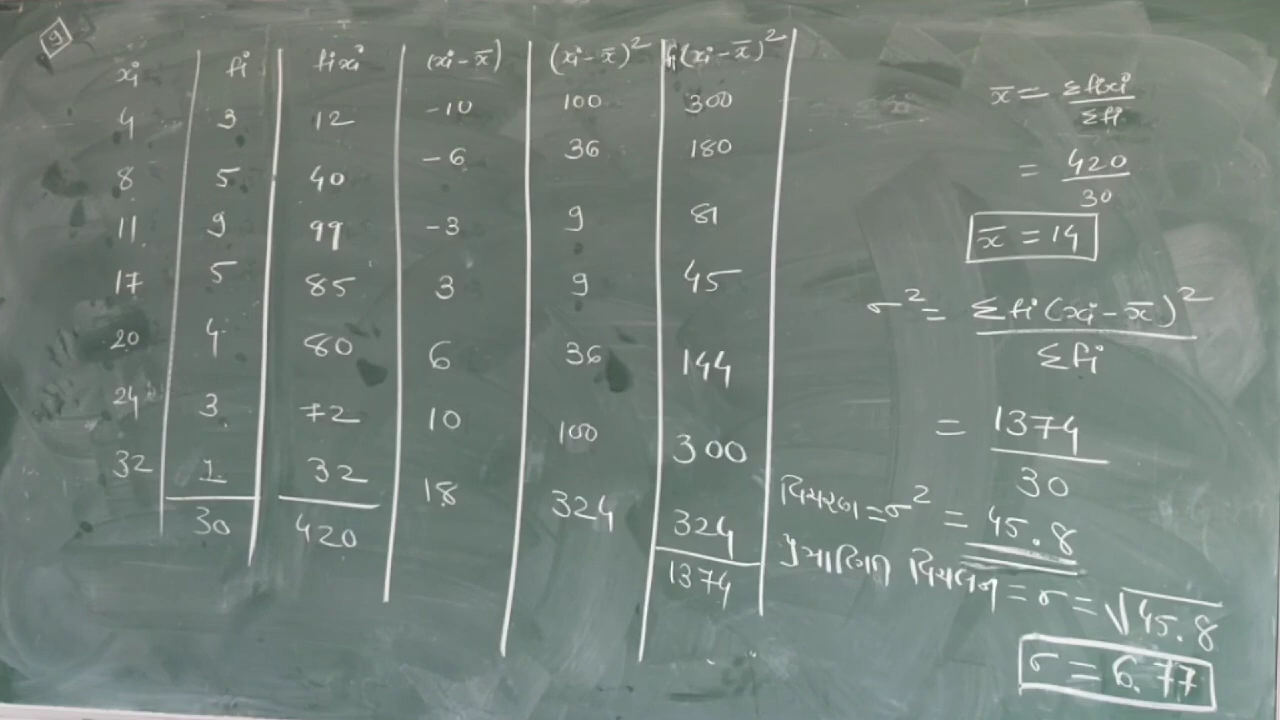 9
xi fi fixi (xi - x̄) (xi - x̄)² fi(xi - x̄)²
4 3 12 -10 100 300
8 5 40 -6 36 180
11 9 99 -3 9 81
17 5 85 3 9 45
20 4 80 6 36 144
24 3 72 10 100 300
32 1 32 18 324 324
30 420 1374
x̄ = Σfixi / Σfi
= 420 / 30
x̄ = 14
σ² = Σfi(xi - x̄)² / Σfi
= 1374 / 30
વિચરણ = σ² = 45.8
પ્રમાણિત વિચલન = σ = √45.8
σ = 6.77